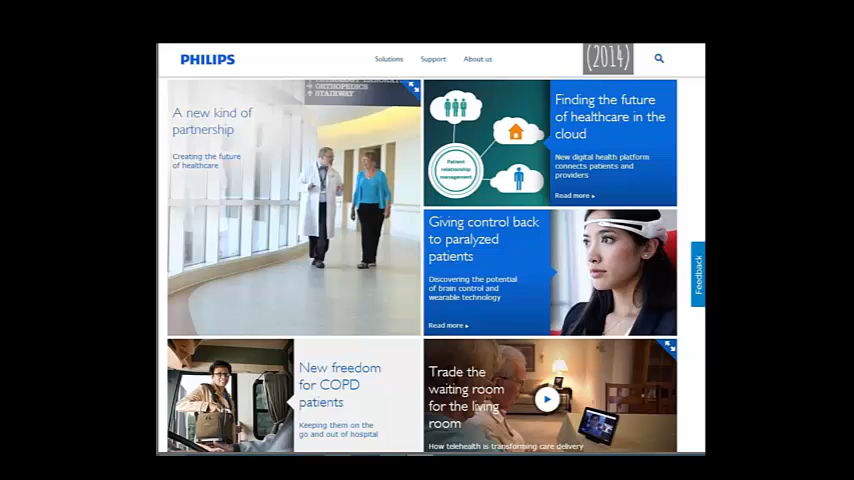 PHILIPS
Solutions
Support
About us
(2014)
ORTHOPEDICS
STAIRWAY
A new kind of
partnership
Creating the future
of healthcare
Patient
relationship
management
Finding the future
of healthcare in the
cloud
New digital health platform
connects patients and
providers
Read more
Giving control back
to paralyzed
patients
Discovering the potential
of brain control and
wearable technology
Read more
Feedback
New freedom
for COPD
patients
Keeping them on the
go and out of hospital
Trade the
waiting room
for the living
room
How telehealth is transforming care delivery